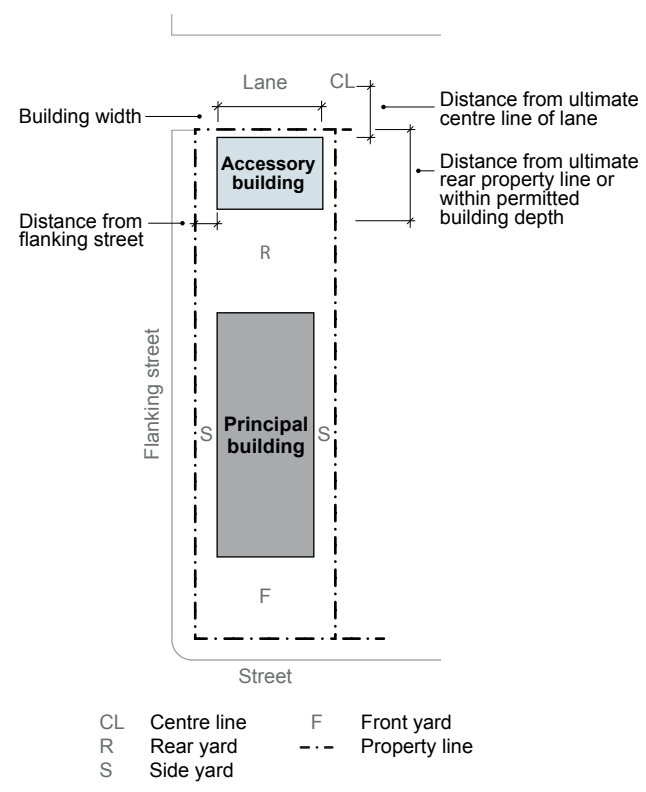 Lane
CL
Building width
Distance from ultimate
centre line of lane
Accessory
building
Distance from ultimate
rear property line or
within permitted
building depth
Distance from
flanking street
R
Flanking street
S
Principal
building
S
F
Street
CL Centre line
R Rear yard
S Side yard
F Front yard
Property line